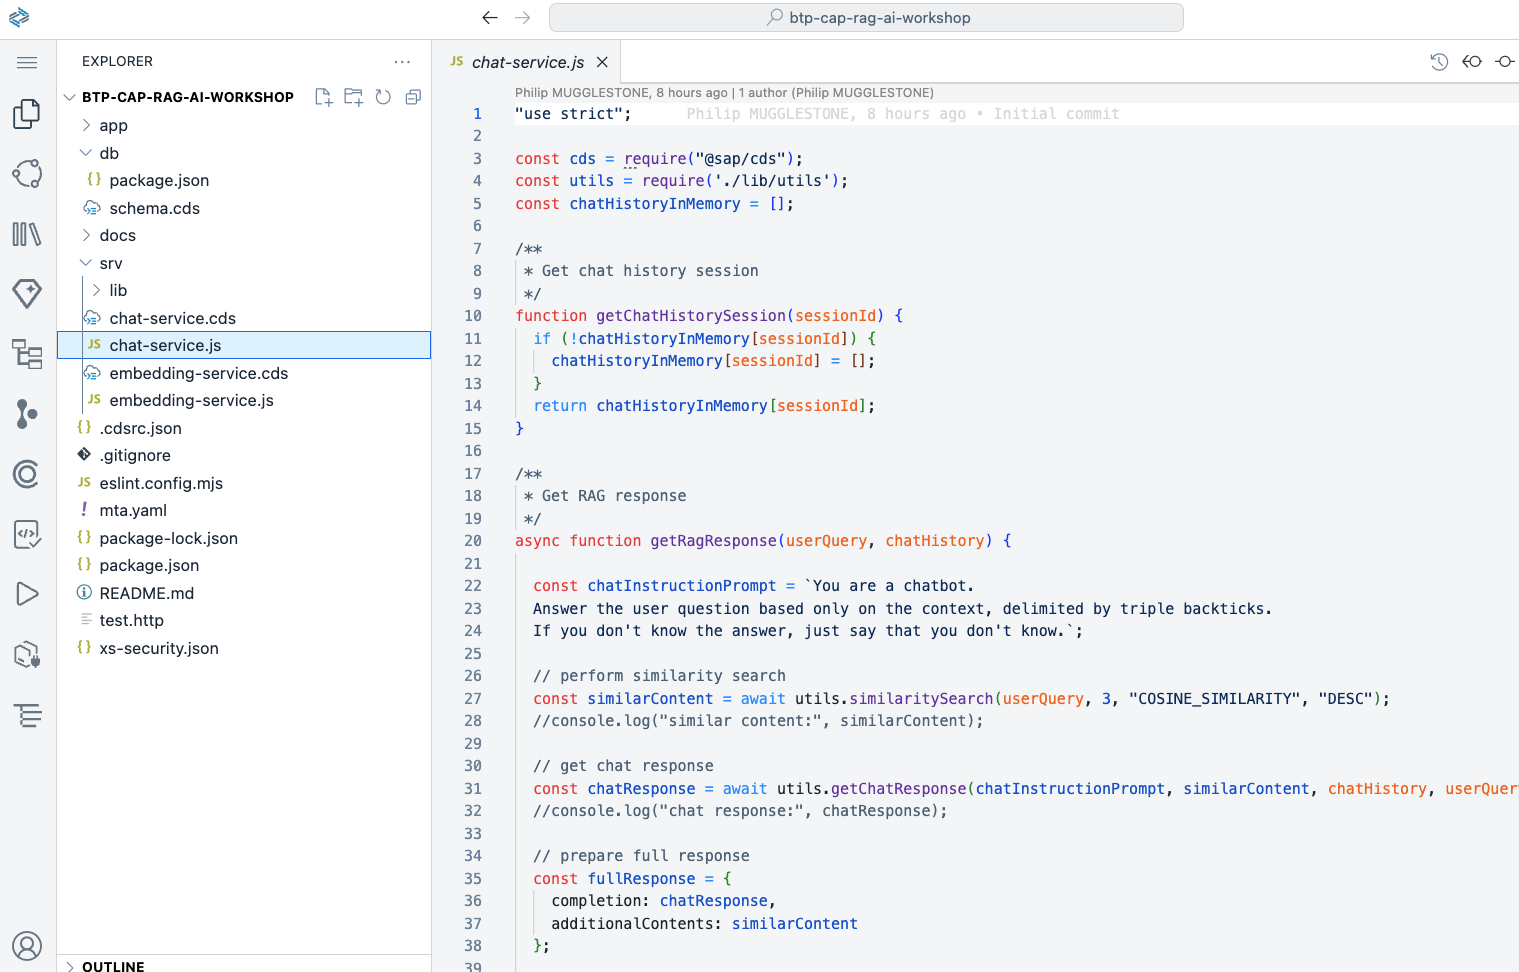 btp-cap-rag-ai-workshop
EXPLORER
BTP-CAP-RAG-AI-WORKSHOP
app
db
{} package.json
schema.cds
docs
srv
lib
chat-service.cds
JS chat-service.js
embedding-service.cds
JS embedding-service.js
{} .cdsrc.json
.gitignore
JS eslint.config.mjs
! mta.yaml
{} package-lock.json
{} package.json
README.md
test.http
{} xs-security.json
OUTLINE
JS chat-service.js
Philip MUGGLESTONE, 8 hours ago | 1 author (Philip MUGGLESTONE)
1 "use strict"; Philip MUGGLESTONE, 8 hours ago • Initial commit
2
3 const cds = require("@sap/cds");
4 const utils = require('./lib/utils');
5 const chatHistoryInMemory = [];
6
7 /**
8 * Get chat history session
9 */
10 function getChatHistorySession(sessionId) {
11 if (!chatHistoryInMemory[sessionId]) {
12 chatHistoryInMemory[sessionId] = [];
13 }
14 return chatHistoryInMemory[sessionId];
15 }
16
17 /**
18 * Get RAG response
19 */
20 async function getRagResponse(userQuery, chatHistory) {
21
22 const chatInstructionPrompt = `You are a chatbot.
23 Answer the user question based only on the context, delimited by triple backticks.
24 If you don't know the answer, just say that you don't know.`;
25
26 // perform similarity search
27 const similarContent = await utils.similaritySearch(userQuery, 3, "COSINE_SIMILARITY", "DESC");
28 //console.log("similar content:", similarContent);
29
30 // get chat response
31 const chatResponse = await utils.getChatResponse(chatInstructionPrompt, similarContent, chatHistory, userQuer
32 //console.log("chat response:", chatResponse);
33
34 // prepare full response
35 const fullResponse = {
36 completion: chatResponse,
37 additionalContents: similarContent
38 };
39